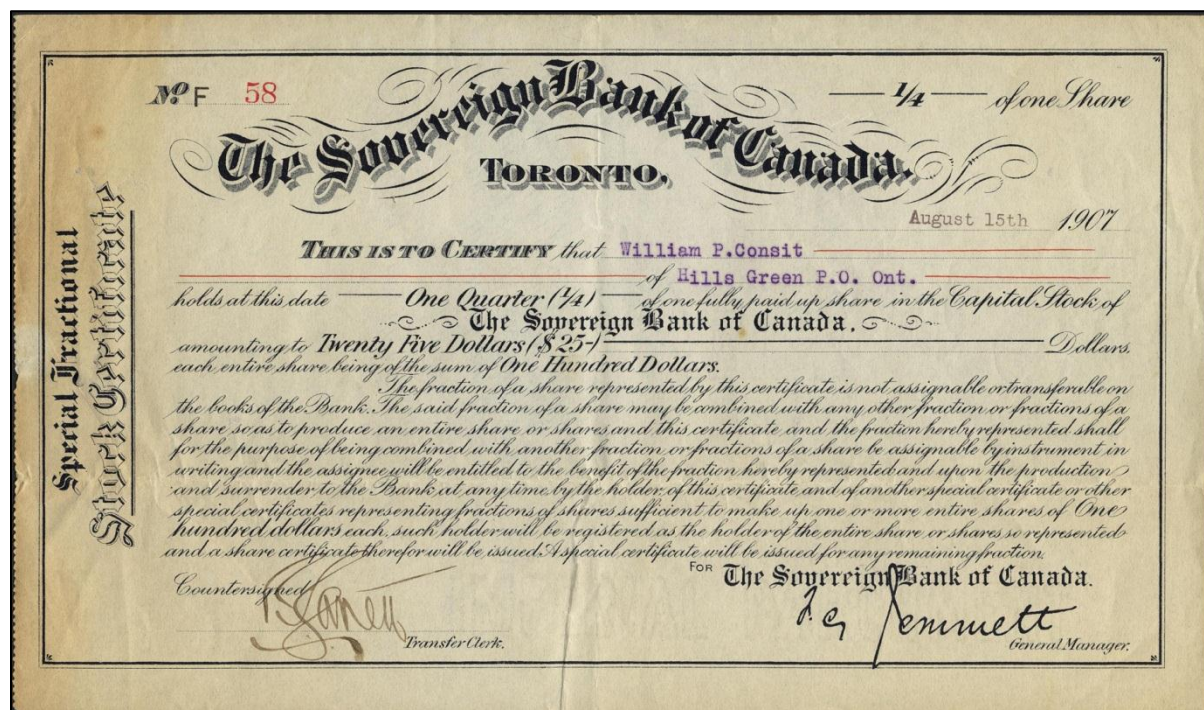 No F 58
1/4 of one Share
The Sovereign Bank of Canada.
TORONTO.
August 15th 1907
THIS IS TO CERTIFY that William P.Consit
of Hills Green P.O. Ont.
holds at this date One Quarter (1/4) of one fully paid up share in the Capital Stock of
The Sovereign Bank of Canada.
amounting to Twenty Five Dollars ($25-) Dollars.
each entire share being of the sum of One Hundred Dollars.
The fraction of a share represented by this certificate is not assignable or transferable on
the books of the Bank. The said fraction of a share may be combined with any other fraction or fractions of a
share so as to produce an entire share or shares and this certificate and the fraction hereby represented shall
for the purpose of being combined with another fraction or fractions of a share be assignable by instrument in
writing and the assignee will be entitled to the benefit of the fraction hereby represented and upon the production
and surrender to the Bank at any time by the holder of this certificate and of another special certificate or other
special certificates representing fractions of shares sufficient to make up one or more entire shares of One
hundred dollars each, such holder will be registered as the holder of the entire share or shares so represented
and a share certificate therefor will be issued. A special certificate will be issued for any remaining fraction.
FOR The Sovereign Bank of Canada.
Countersigned
F.G. Jemmett
Transfer Clerk.
General Manager.
Special Fractional
Stock Certificate